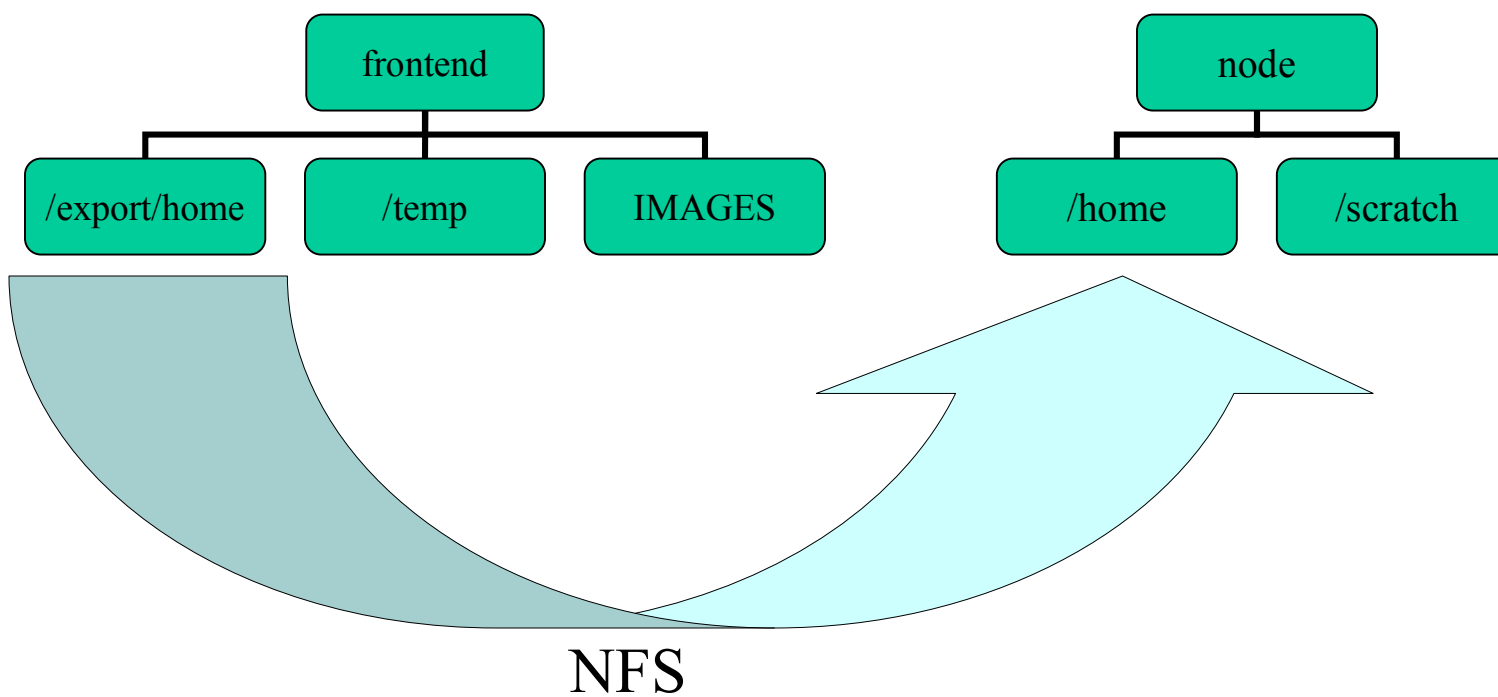 frontend
node
/export/home
/temp
IMAGES
/home
/scratch
NFS